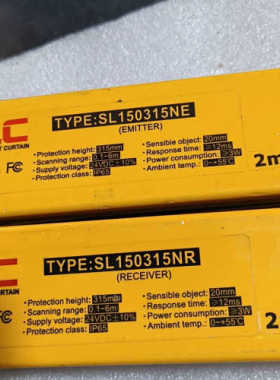 TYPE:SL150315NE
C
(EMITTER)
T CURTAIN
• Protection height: 315mm
• Sensible object: 20mm
• Scanning range: 0.1~6m
• Response time: ≥12ms
• Supply voltage: 24VDC±10%
• Power consumption: ≥3W
• Protection class: IP65
• Ambient temp.: 0~+55℃
FC
2m
TYPE:SL150315NR
C
(RECEIVER)
CURTAIN
• Protection height: 315mm
• Sensible object: 20mm
• Scanning range: 0.1~6m
• Response time: ≥12ms
• Supply voltage: 24VDC±10%
• Power consumption: ≥3W
• Protection class: IP65
• Ambient temp.: 0~+55℃
FC
2